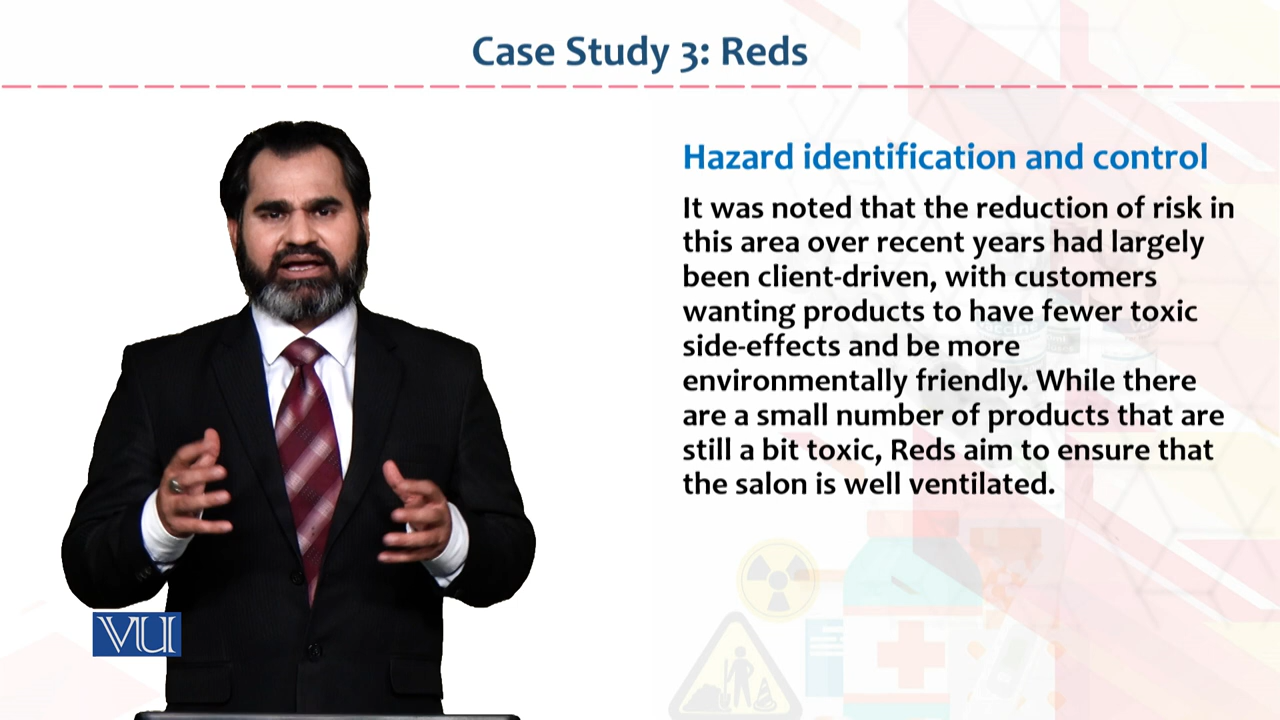 Case Study 3: Reds
Hazard identification and control
It was noted that the reduction of risk in
this area over recent years had largely
been client-driven, with customers
wanting products to have fewer toxic
side-effects and be more
environmentally friendly. While there
are a small number of products that are
still a bit toxic, Reds aim to ensure that
the salon is well ventilated.
vaccine
VU